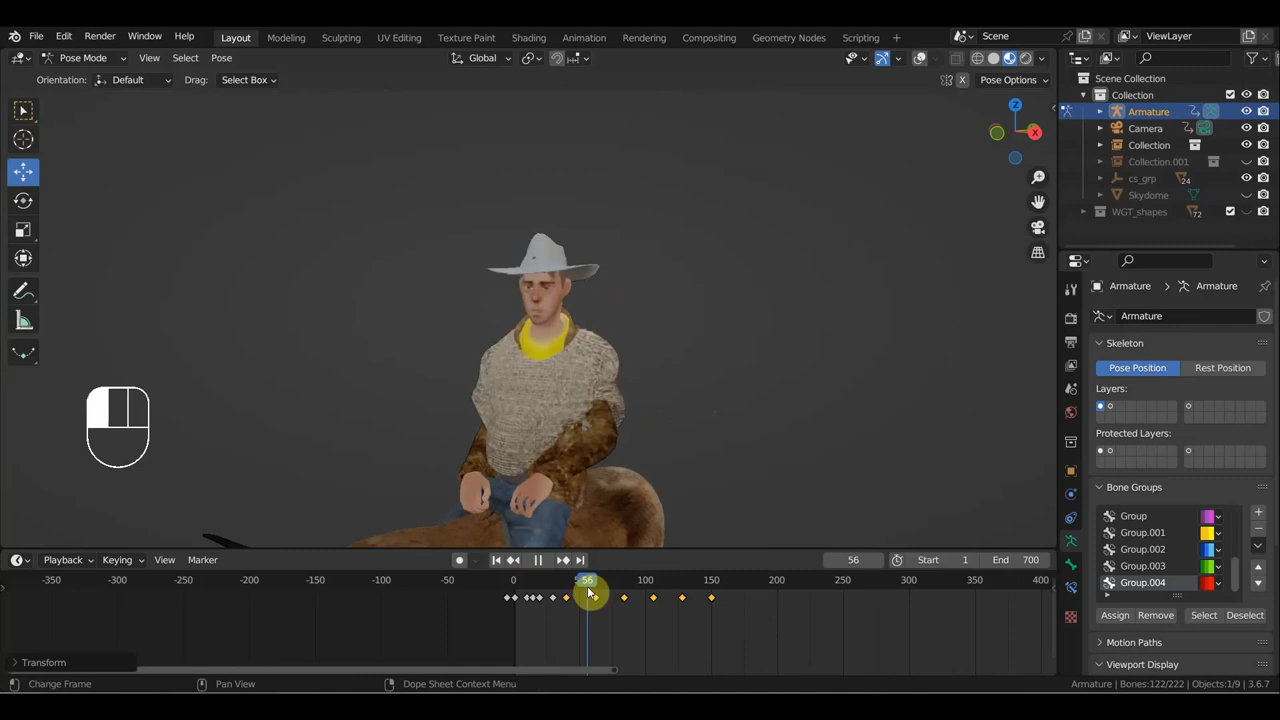 File Edit Render Window Help Layout Modeling Sculpting UV Editing Texture Paint Shading Animation Rendering Compositing Geometry Nodes Scripting + Scene ViewLayer
Pose Mode View Select Pose Global
Orientation: Default Drag: Select Box X Pose Options
Z
X
Scene Collection
Collection
Armature
Camera
Collection
Collection.001
cs_grp 24
Skydome
WGT_shapes 72
Armature > Armature
Armature
Skeleton
Pose Position Rest Position
Layers:
Protected Layers:
Bone Groups
Group
Group.001
Group.002
Group.003
Group.004
Assign Remove Select Deselect
Motion Paths
Viewport Display
Playback Keying View Marker 56 Start 1 End 700
-350 -300 -250 -200 -150 -100 -50 0 56 100 150 200 250 300 350 400
Transform
Change Frame Pan View Dope Sheet Context Menu Armature | Bones:122/222 | Objects:1/9 | 3.6.7